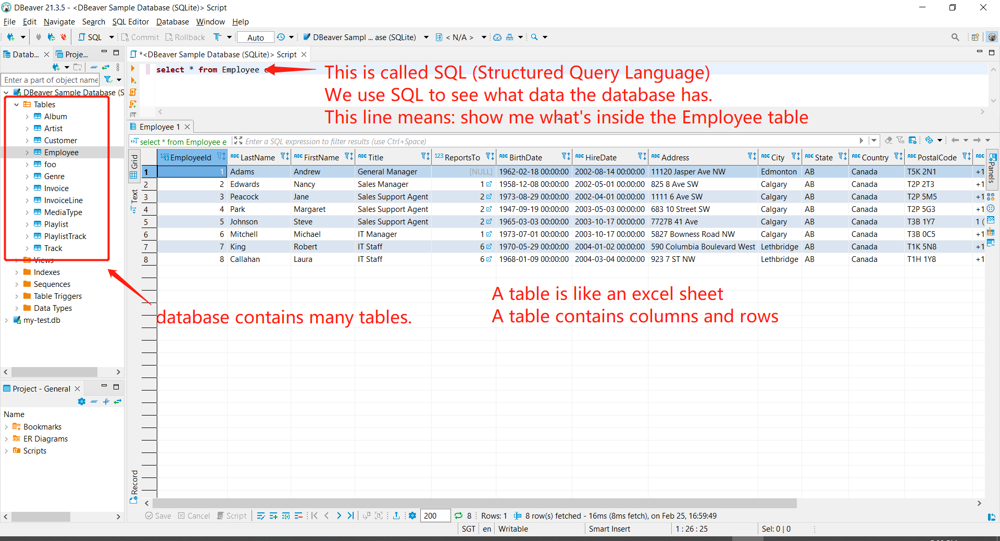 DBeaver 21.3.5 - <DBeaver Sample Database (SQLite)> Script
File Edit Navigate Search SQL Editor Database Window Help
SQL Commit Rollback Auto DBeaver Sampl ... ase (SQLite) < N/A >
Datab... Proje...
*<DBeaver Sample Database (SQLite)> Script
Enter a part of object name
DBeaver Sample Database (S
Tables
Album
Artist
Customer
Employee
foo
Genre
Invoice
InvoiceLine
MediaType
Playlist
PlaylistTrack
Track
Views
Indexes
Sequences
Table Triggers
Data Types
my-test.db
select * from Employee e
This is called SQL (Structured Query Language)
We use SQL to see what data the database has.
This line means: show me what's inside the Employee table
Employee 1
select * from Employee e Enter a SQL expression to filter results (use Ctrl+Space)
Grid
Text
Record
Panels
123 EmployeeId ABC LastName ABC FirstName ABC Title 123 ReportsTo ABC BirthDate ABC HireDate ABC Address ABC City ABC State ABC Country ABC PostalCode ABC
1 1 Adams Andrew General Manager [NULL] 1962-02-18 00:00:00 2002-08-14 00:00:00 11120 Jasper Ave NW Edmonton AB Canada T5K 2N1 +1
2 2 Edwards Nancy Sales Manager 1 1958-12-08 00:00:00 2002-05-01 00:00:00 825 8 Ave SW Calgary AB Canada T2P 2T3 +1
3 3 Peacock Jane Sales Support Agent 2 1973-08-29 00:00:00 2002-04-01 00:00:00 1111 6 Ave SW Calgary AB Canada T2P 5M5 +1
4 4 Park Margaret Sales Support Agent 2 1947-09-19 00:00:00 2003-05-03 00:00:00 683 10 Street SW Calgary AB Canada T2P 5G3 +1
5 5 Johnson Steve Sales Support Agent 2 1965-03-03 00:00:00 2003-10-17 00:00:00 7727B 41 Ave Calgary AB Canada T3B 1Y7 1 (
6 6 Mitchell Michael IT Manager 1 1973-07-01 00:00:00 2003-10-17 00:00:00 5827 Bowness Road NW Calgary AB Canada T3B 0C5 +1
7 7 King Robert IT Staff 6 1970-05-29 00:00:00 2004-01-02 00:00:00 590 Columbia Boulevard West Lethbridge AB Canada T1K 5N8 +1
8 8 Callahan Laura IT Staff 6 1968-01-09 00:00:00 2004-03-04 00:00:00 923 7 ST NW Lethbridge AB Canada T1H 1Y8 +1
database contains many tables.
A table is like an excel sheet
A table contains columns and rows
Project - General
Name
Bookmarks
ER Diagrams
Scripts
Save Cancel Script 200 8 Rows: 1 8 row(s) fetched - 16ms (8ms fetch), on Feb 25, 16:59:49
SGT en Writable Smart Insert 1 : 26 : 25 Sel: 0 | 0